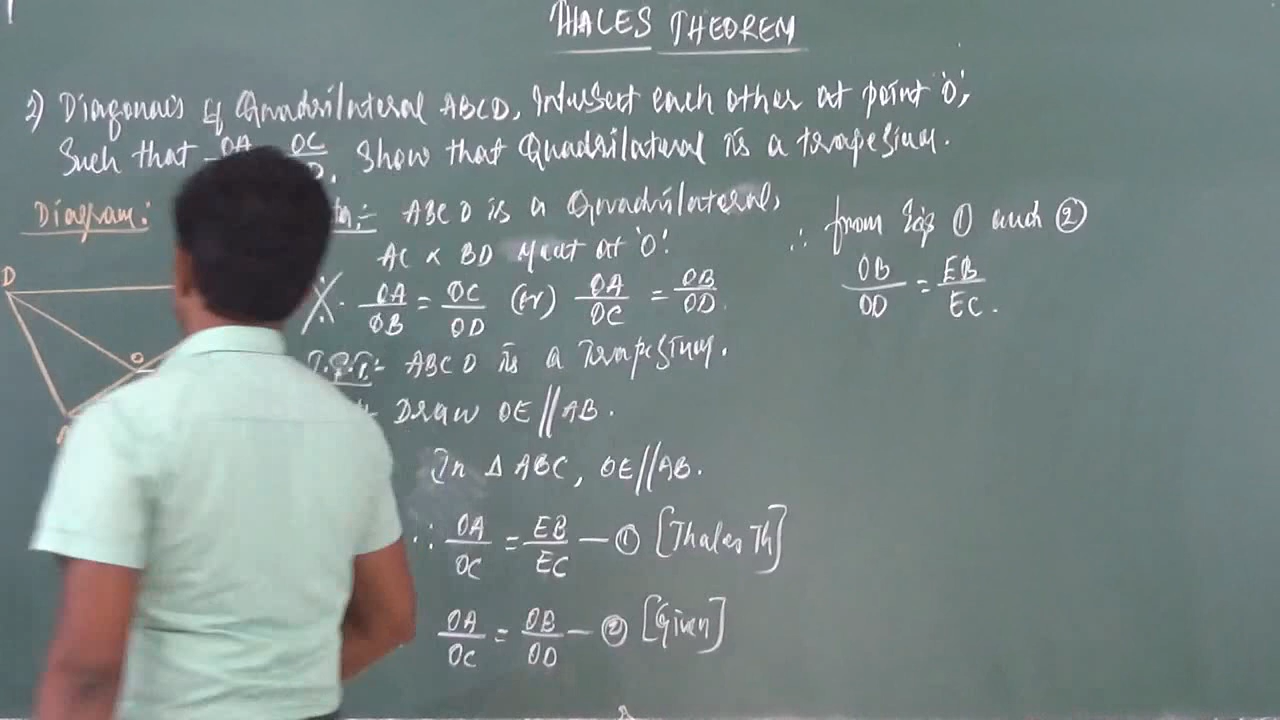 THALES THEOREM
2) Diagonals of Quadrilateral ABCD, Intersect each other at point 'O',
Such that OA OC/ D. Show that Quadrilateral is a trapesium.
Diagram:
:- ABCD is a Quadrilateral,
AC & BD Meet at 'O'.
OA/OB = OC/OD (or) OA/OC = OB/OD.
T.S.T:- ABCD is a Trapesium.
Draw OE//AB.
In Δ ABC, OE//AB.
∴ OA/OC = EB/EC — ① [Thales Th]
OA/OC = OB/OD — ② [Given]
∴ from Eq's ① and ②
OB/OD = EB/EC.
D
O